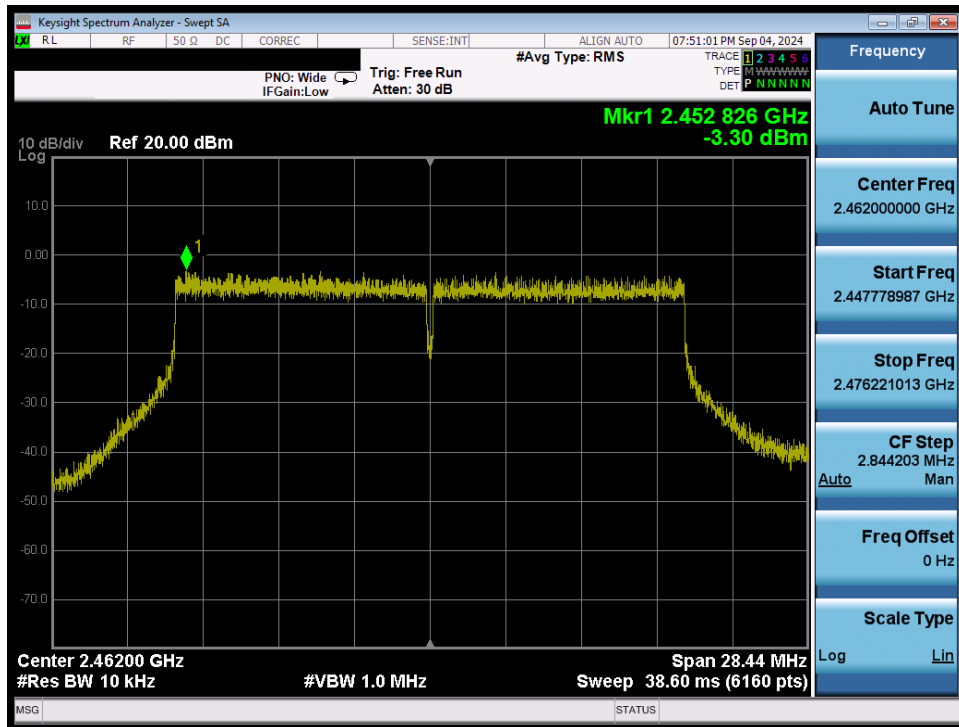 Keysight Spectrum Analyzer - Swept SA
LXI RL RF 50 Ω DC CORREC SENSE:INT ALIGN AUTO 07:51:01 PM Sep 04, 2024
Frequency
#Avg Type: RMS
TRACE 1 2 3 4 5 6
PNO: Wide Trig: Free Run
TYPE M WWWWW
IFGain:Low Atten: 30 dB
DET P N N N N N
Auto Tune
Mkr1 2.452 826 GHz
-3.30 dBm
10 dB/div Ref 20.00 dBm
Log
10.0
0.00
-10.0
-20.0
-30.0
-40.0
-50.0
-60.0
-70.0
1
Center Freq
2.462000000 GHz
Start Freq
2.447778987 GHz
Stop Freq
2.476221013 GHz
CF Step
2.844203 MHz
Auto Man
Freq Offset
0 Hz
Scale Type
Log Lin
Center 2.46200 GHz Span 28.44 MHz
#Res BW 10 kHz #VBW 1.0 MHz Sweep 38.60 ms (6160 pts)
MSG STATUS